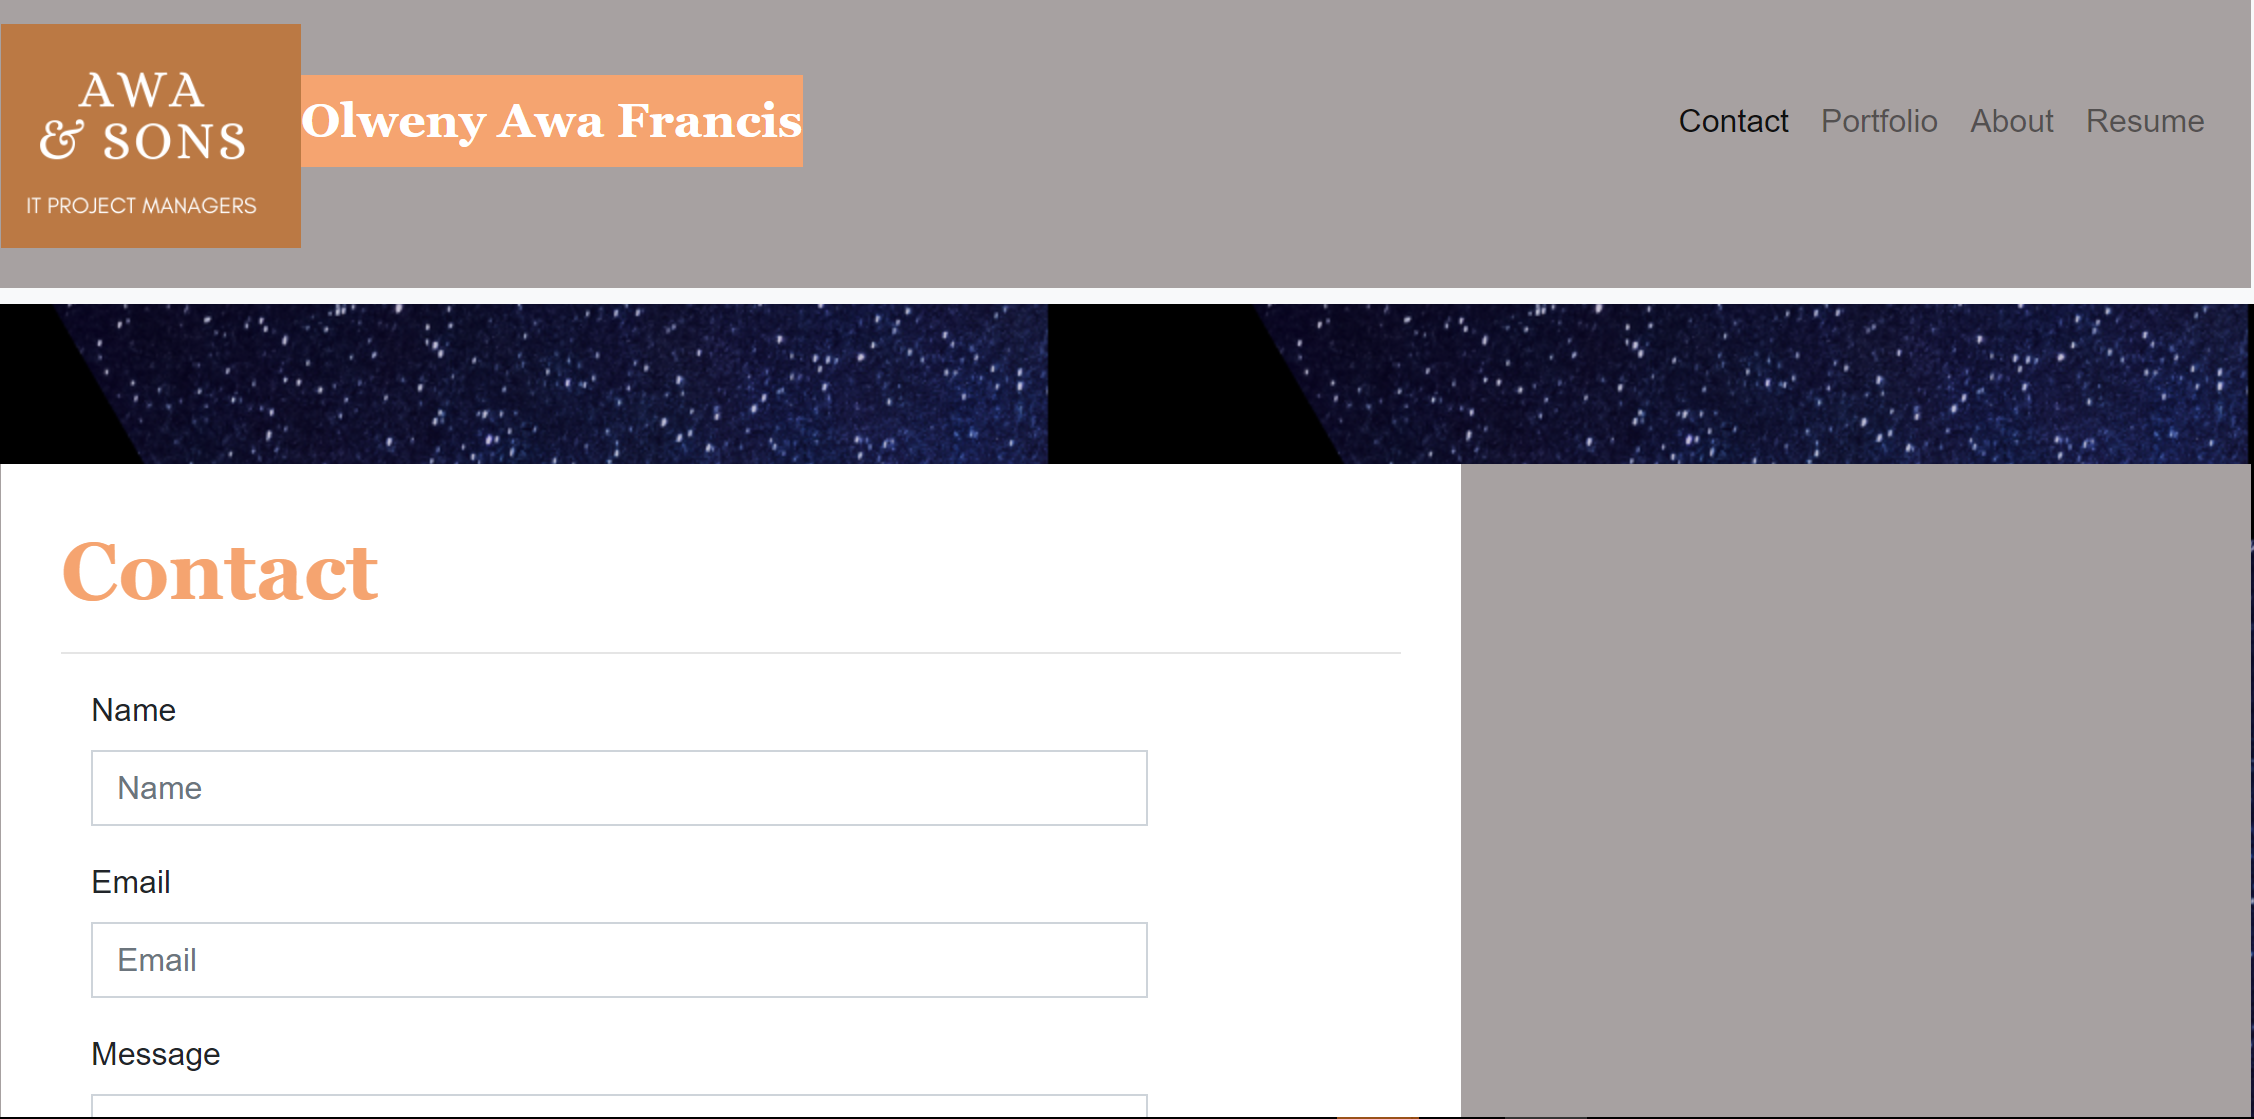 AWA
& SONS
IT PROJECT MANAGERS
Olweny Awa Francis
Contact Portfolio About Resume
Contact
Name
Name
Email
Email
Message